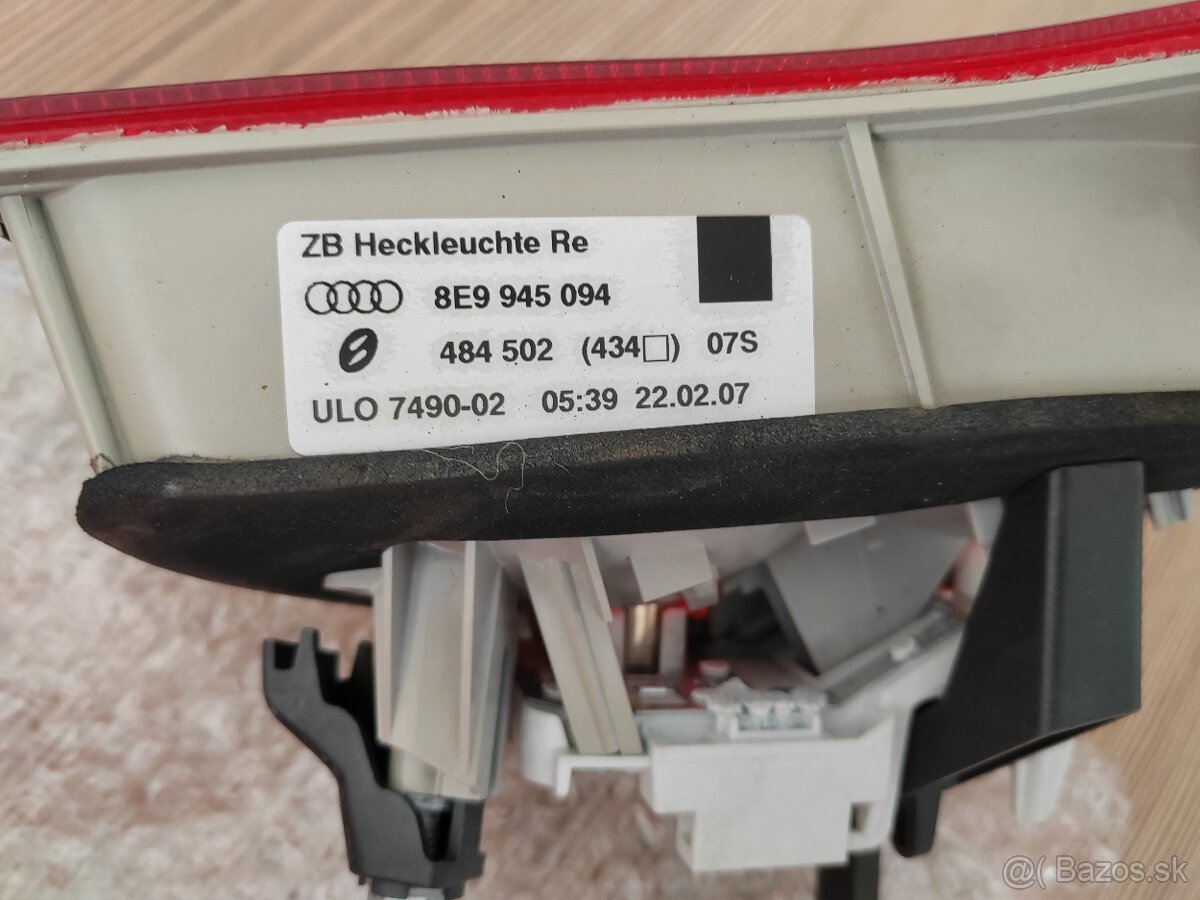 ZB Heckleuchte Re
8E9 945 094
484 502 (434□) 07S
ULO 7490-02 05:39 22.02.07
@( Bazos.sk